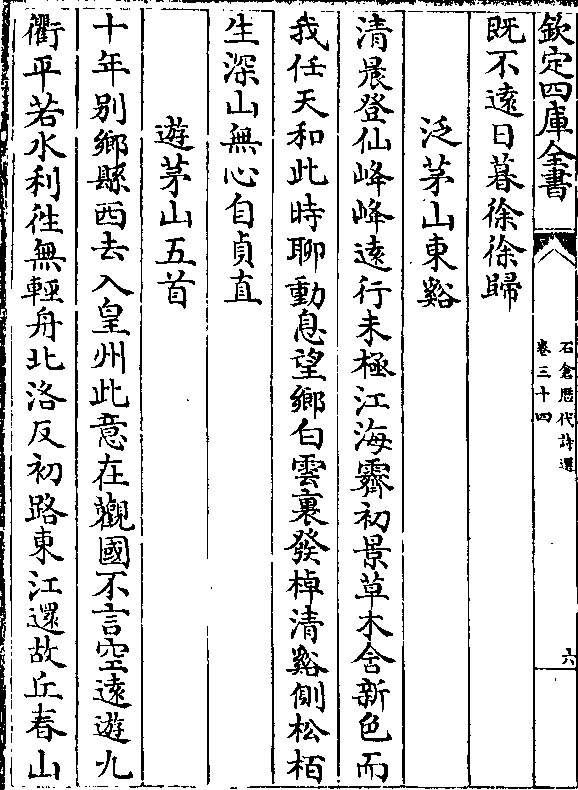 欽定四庫全書
石倉歷代詩選
卷三十四
六
既不遠日暮徐徐歸
泛茅山東谿
清晨登仙峰峰遠行未極江海霽初景草木含新色而
我任天和此時聊動息望鄉白雲裏發棹清谿側松柏
生深山無心自貞直
遊茅山五首
十年别鄉縣西去入皇州此意在觀國不言空遠遊九
衢平若水利徃無輕舟北洛反初路東江還故丘春山